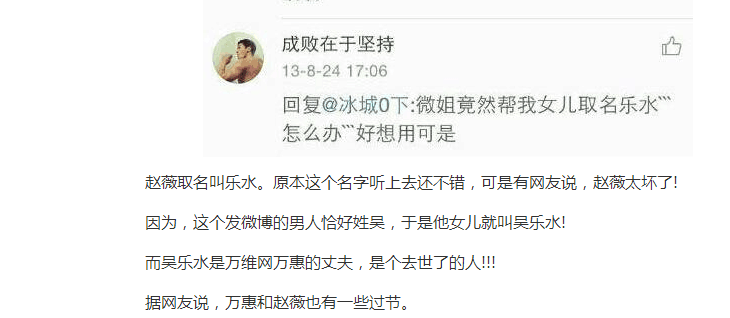 成败在于坚持
13-8-24 17:06
回复@冰城0下:微姐竟然帮我女儿取名乐水```
怎么办```好想用可是
赵薇取名叫乐水。原本这个名字听上去还不错，可是有网友说，赵薇太坏了!
因为，这个发微博的男人恰好姓吴，于是他女儿就叫吴乐水!
而吴乐水是万维网万惠的丈夫，是个去世了的人!!!
据网友说，万惠和赵薇也有一些过节。